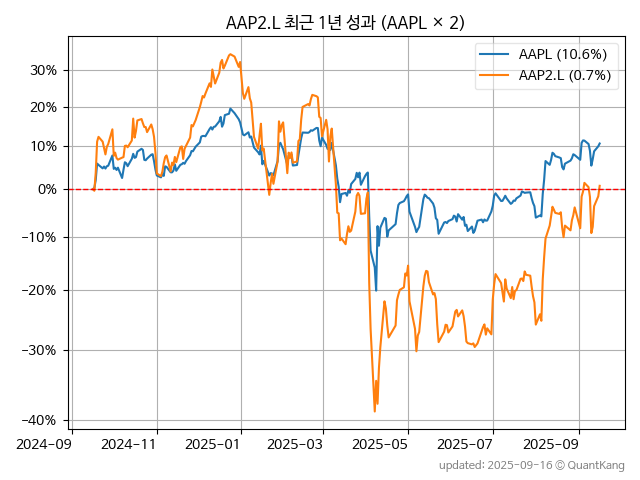 AAP2.L 최근 1년 성과 (AAPL × 2)
AAPL (10.6%)
AAP2.L (0.7%)
30%
20%
10%
0%
−10%
−20%
−30%
−40%
2024-09 2024-11 2025-01 2025-03 2025-05 2025-07 2025-09
updated: 2025-09-16 © QuantKang